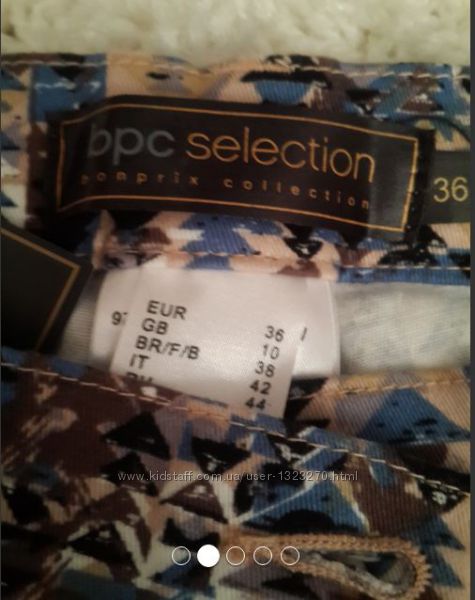 bpc selection
bonprix collection
36
EUR 36
GB 10
BR/F/B 38
IT 42
44
www.kidstaff.com.ua/user-1323270.html